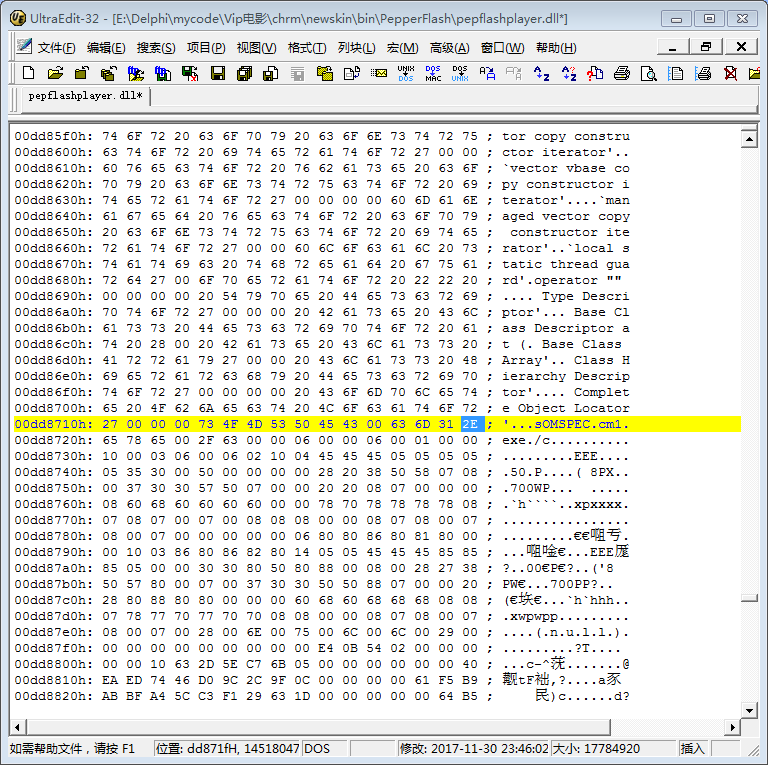 UltraEdit-32 - [E:\Delphi\mycode\Vip电影\chrm\newskin\bin\PepperFlash\pepflashplayer.dll*]
文件(F) 编辑(E) 搜索(S) 项目(P) 视图(V) 格式(T) 列块(L) 宏(M) 高级(A) 窗口(W) 帮助(H)
UNIX DOS DOS MAC DOS UNIX
pepflashplayer.dll*
00dd85f0h: 74 6F 72 20 63 6F 70 79 20 63 6F 6E 73 74 72 75 ; tor copy constru
00dd8600h: 63 74 6F 72 20 69 74 65 72 61 74 6F 72 27 00 00 ; ctor iterator'..
00dd8610h: 60 76 65 63 74 6F 72 20 76 62 61 73 65 20 63 6F ; `vector vbase co
00dd8620h: 70 79 20 63 6F 6E 73 74 72 75 63 74 6F 72 20 69 ; py constructor i
00dd8630h: 74 65 72 61 74 6F 72 27 00 00 00 00 60 6D 61 6E ; terator'....`man
00dd8640h: 61 67 65 64 20 76 65 63 74 6F 72 20 63 6F 70 79 ; aged vector copy
00dd8650h: 20 63 6F 6E 73 74 72 75 63 74 6F 72 20 69 74 65 ;  constructor ite
00dd8660h: 72 61 74 6F 72 27 00 00 60 6C 6F 63 61 6C 20 73 ; rator'..`local s
00dd8670h: 74 61 74 69 63 20 74 68 72 65 61 64 20 67 75 61 ; tatic thread gua
00dd8680h: 72 64 27 00 6F 70 65 72 61 74 6F 72 20 22 22 20 ; rd'.operator ""
00dd8690h: 00 00 00 00 20 54 79 70 65 20 44 65 73 63 72 69 ; .... Type Descri
00dd86a0h: 70 74 6F 72 27 00 00 00 20 42 61 73 65 20 43 6C ; ptor'... Base Cl
00dd86b0h: 61 73 73 20 44 65 73 63 72 69 70 74 6F 72 20 61 ; ass Descriptor a
00dd86c0h: 74 20 28 00 20 42 61 73 65 20 43 6C 61 73 73 20 ; t (. Base Class
00dd86d0h: 41 72 72 61 79 27 00 00 20 43 6C 61 73 73 20 48 ; Array'.. Class H
00dd86e0h: 69 65 72 61 72 63 68 79 20 44 65 73 63 72 69 70 ; ierarchy Descrip
00dd86f0h: 74 6F 72 27 00 00 00 00 20 43 6F 6D 70 6C 65 74 ; tor'.... Complet
00dd8700h: 65 20 4F 62 6A 65 63 74 20 4C 6F 63 61 74 6F 72 ; e Object Locator
00dd8710h: 27 00 00 00 73 4F 4D 53 50 45 43 00 63 6D 31 2E ; '...sOMSPEC.cm1.
00dd8720h: 65 78 65 00 2F 63 00 00 00 06 00 00 06 00 01 00 00 ; exe./c..........
00dd8730h: 10 00 03 06 00 06 02 10 04 45 45 45 05 05 05 05 ; .........EEE....
00dd8740h: 05 35 30 00 50 00 00 00 00 28 20 38 50 58 07 08 ; .50.P....( 8PX..
00dd8750h: 00 37 30 30 57 50 07 00 00 20 20 08 07 00 00 00 ; .700WP...  .....
00dd8760h: 08 60 68 60 60 60 60 00 00 78 70 78 78 78 78 08 ; .`h````..xpxxxx.
00dd8770h: 07 08 07 00 07 00 08 08 08 00 00 08 07 08 00 07 ; ................
00dd8780h: 08 00 07 00 00 00 00 00 06 80 80 86 80 81 80 00 ; .........€€唨亐.
00dd8790h: 00 10 03 86 80 86 82 80 14 05 05 45 45 45 85 85 ; ...唨唫€...EEE厖
00dd87a0h: 85 05 00 00 30 30 80 50 80 88 00 08 00 28 27 38 ; ?..00€P€?..('8
00dd87b0h: 50 57 80 00 07 00 37 30 30 50 50 88 07 00 00 20 ; PW€...700PP?..
00dd87c0h: 28 80 88 80 80 00 00 00 60 68 60 68 68 68 08 08 ; (€垁€...`h`hhh..
00dd87d0h: 07 78 77 70 77 70 70 08 08 00 00 08 00 08 00 07 ; .xwpwpp.........
00dd87e0h: 08 00 07 00 28 00 6E 00 75 00 6C 00 6C 00 29 00 ; ....(.n.u.l.l.).
00dd87f0h: 00 00 00 00 00 00 00 00 00 E4 0B 54 02 00 00 00 ; .........?T....
00dd8800h: 00 00 10 63 2D 5E C7 6B 05 00 00 00 00 00 00 40 ; ...c-^莐.......@
00dd8810h: EA ED 74 46 D0 9C 2C 9F 0C 00 00 00 00 61 F5 B9
00dd8820h: AB BF A4 5C C3 F1 29 63 1D 00 00 00 00 00 64 B5
如需帮助文件，请按 F1 位置: dd871fH, 14518047 DOS 修改: 2017-11-30 23:46:02 大小: 17784920 插入